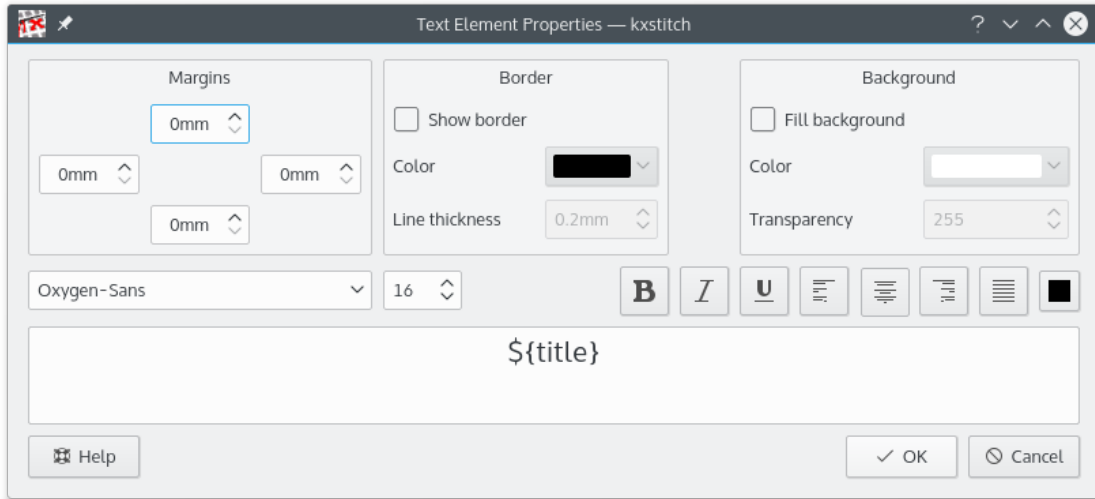 Text Element Properties — kxstitch
Margins
Border
Background
0mm
Show border
Fill background
0mm
0mm
Color
Color
0mm
Line thickness
0.2mm
Transparency
255
Oxygen-Sans
16
B
I
U
${title}
Help
OK
Cancel